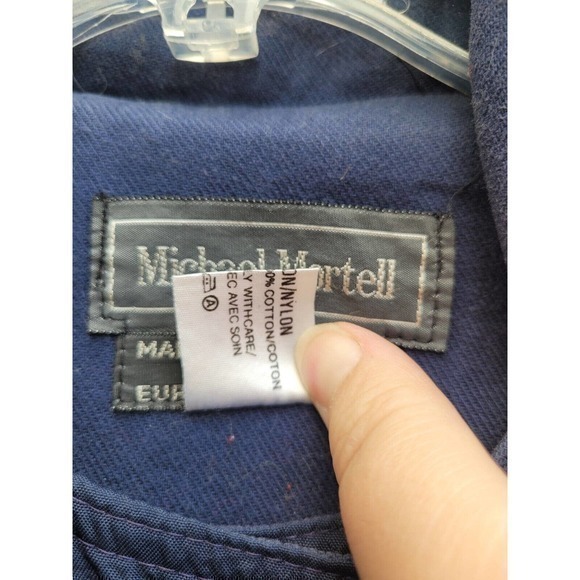 Michael Martell
MA
EUR
ON/NYLON
0% COTTON/COTON
Y WITH CARE/
EC AVEC SOIN
A